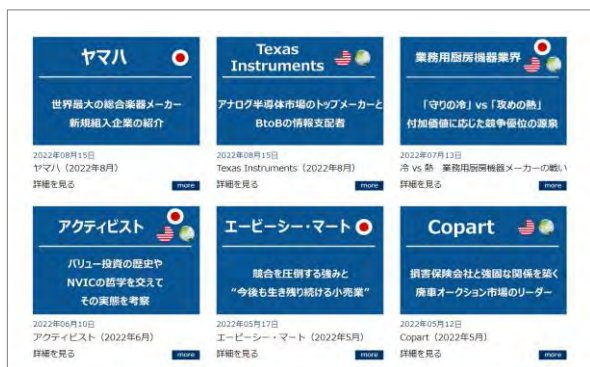 ヤマハ
世界最大の総合楽器メーカー
新規組入企業の紹介
2022年08月15日
ヤマハ（2022年8月）
詳細を見る
more
Texas
Instruments
アナログ半導体市場のトップメーカーと
BtoBの情報支配者
2022年08月15日
Texas Instruments（2022年8月）
詳細を見る
more
業務用厨房機器業界
「守りの冷」vs「攻めの熱」
付加価値に応じた競争優位の源泉
2022年07月13日
冷 vs 熱　業務用厨房機器メーカーの戦い
詳細を見る
more
アクティビスト
バリュー投資の歴史や
NVICの哲学を交えて
その実態を考察
2022年06月10日
アクティビスト（2022年6月）
詳細を見る
more
エービーシー・マート
競合を圧倒する強みと
“今後も生き残り続ける小売業”
2022年05月17日
エービーシー・マート（2022年5月）
詳細を見る
more
Copart
損害保険会社と強固な関係を築く
廃車オークション市場のリーダー
2022年05月12日
Copart（2022年5月）
詳細を見る
more